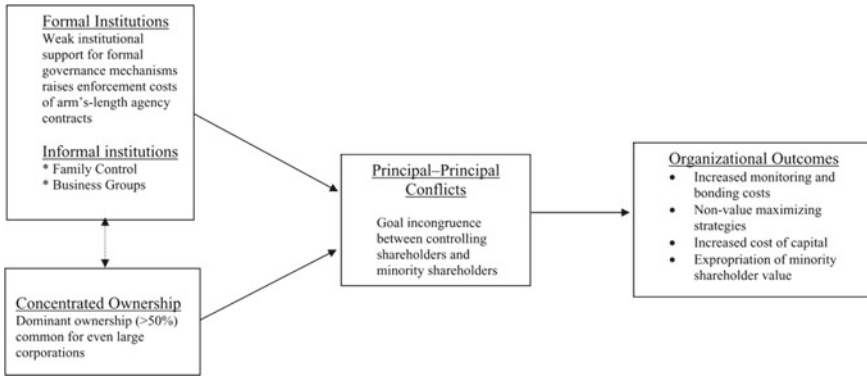 Formal Institutions
Weak institutional
support for formal
governance mechanisms
raises enforcement costs
of arm's-length agency
contracts
Informal institutions
* Family Control
* Business Groups
Concentrated Ownership
Dominant ownership (>50%)
common for even large
corporations
Principal–Principal
Conflicts
Goal incongruence
between controlling
shareholders and
minority shareholders
Organizational Outcomes
• Increased monitoring and
bonding costs
• Non-value maximizing
strategies
• Increased cost of capital
• Expropriation of minority
shareholder value